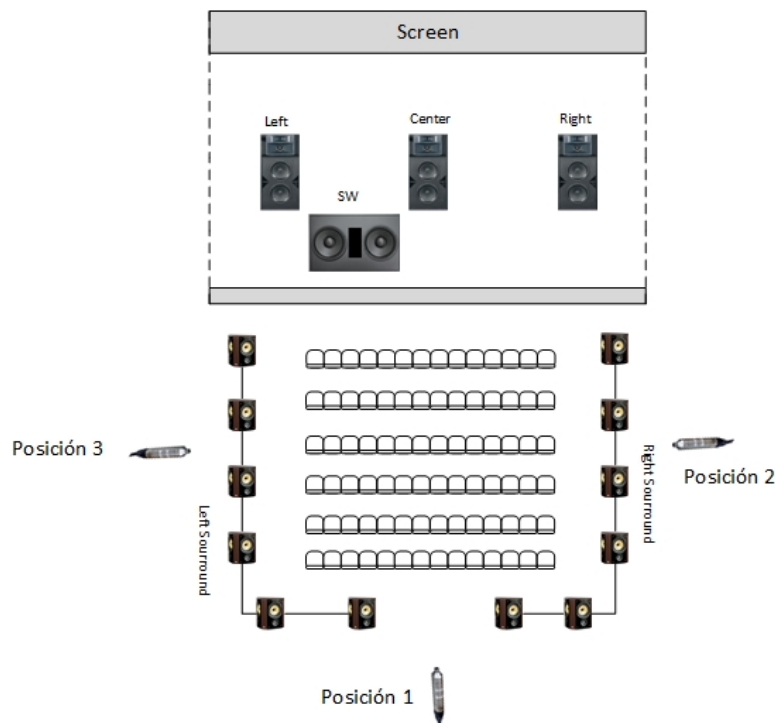 Screen
Left
Center
Right
SW
Posición 3
Posición 2
Left Sourround
Right Sourround
Posición 1